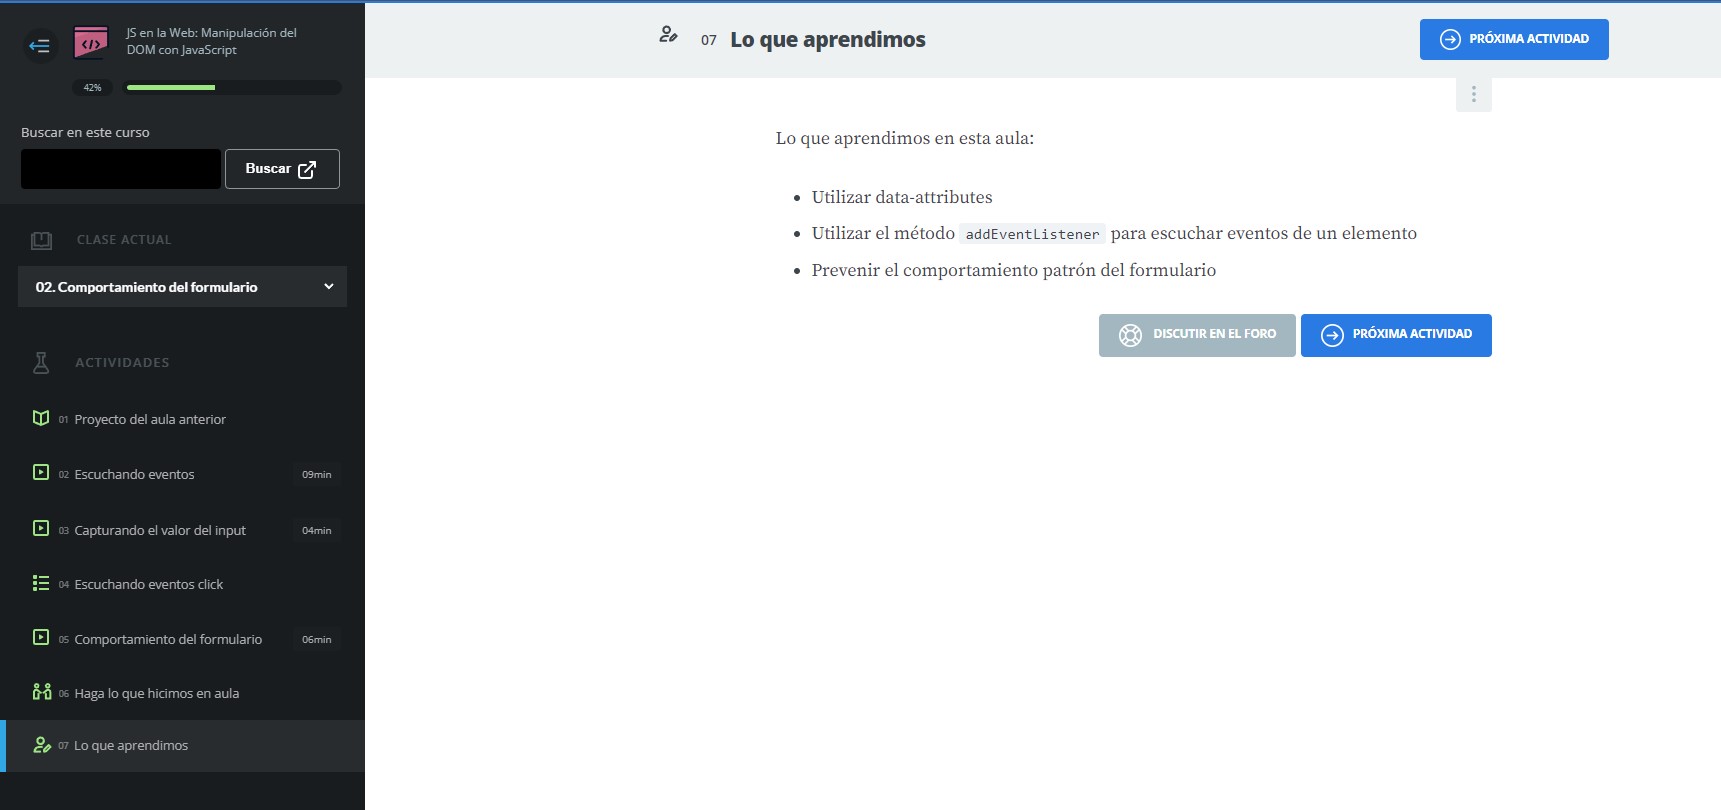 JS en la Web: Manipulación del
DOM con JavaScript
42%
Buscar en este curso
Buscar
CLASE ACTUAL
02. Comportamiento del formulario
ACTIVIDADES
01 Proyecto del aula anterior
02 Escuchando eventos 09min
03 Capturando el valor del input 04min
04 Escuchando eventos click
05 Comportamiento del formulario 06min
06 Haga lo que hicimos en aula
07 Lo que aprendimos
07 Lo que aprendimos
PRÓXIMA ACTIVIDAD
Lo que aprendimos en esta aula:
Utilizar data-attributes
Utilizar el método addEventListener para escuchar eventos de un elemento
Prevenir el comportamiento patrón del formulario
DISCUTIR EN EL FORO
PRÓXIMA ACTIVIDAD